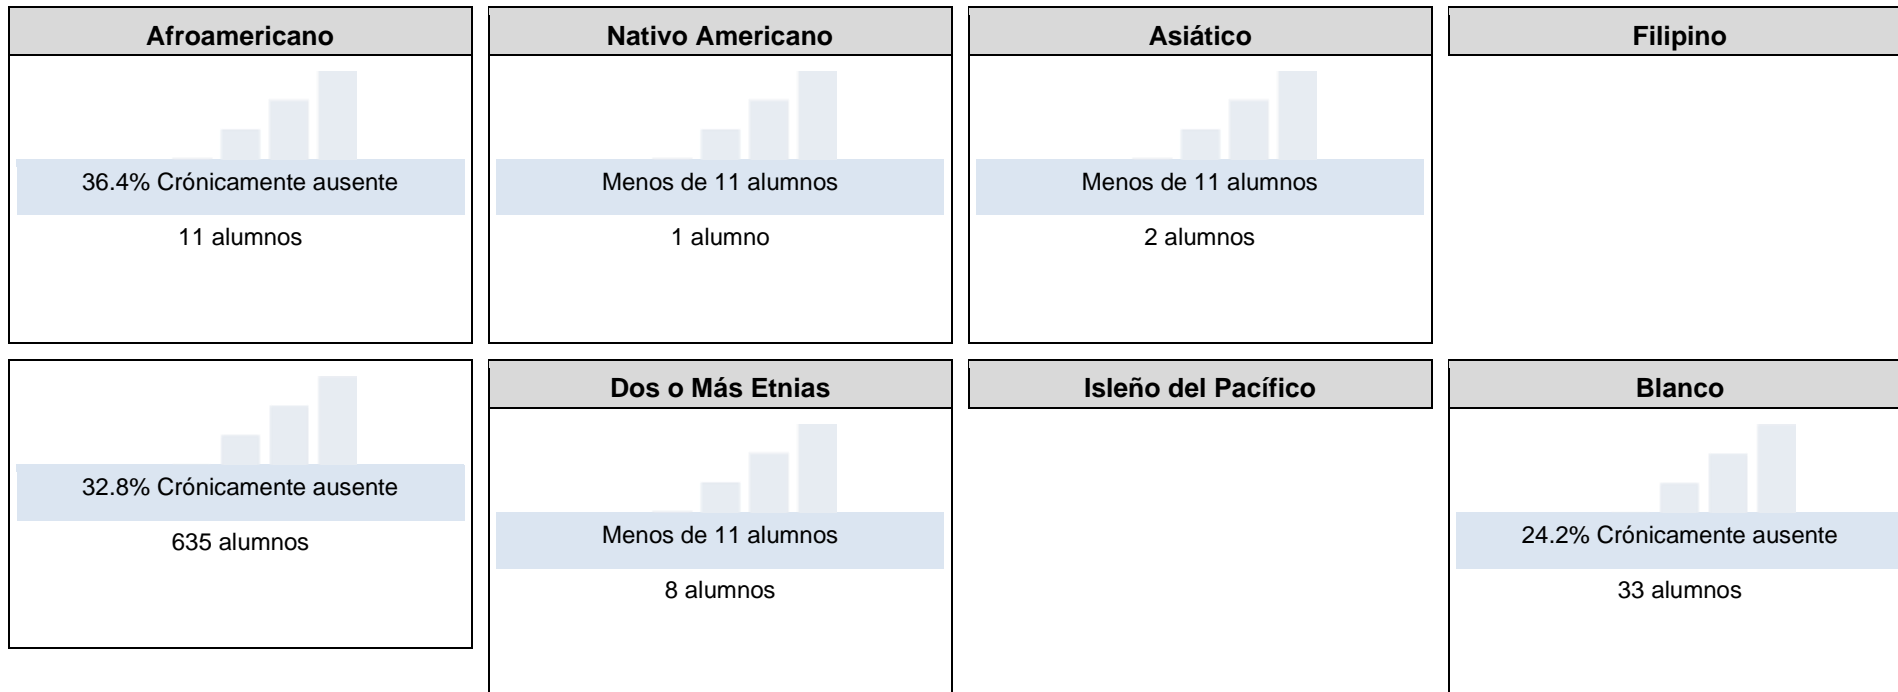 Afroamericano
36.4% Crónicamente ausente
11 alumnos
Nativo Americano
Menos de 11 alumnos
1 alumno
Asiático
Menos de 11 alumnos
2 alumnos
Filipino
32.8% Crónicamente ausente
635 alumnos
Dos o Más Etnias
Menos de 11 alumnos
8 alumnos
Isleño del Pacífico
Blanco
24.2% Crónicamente ausente
33 alumnos